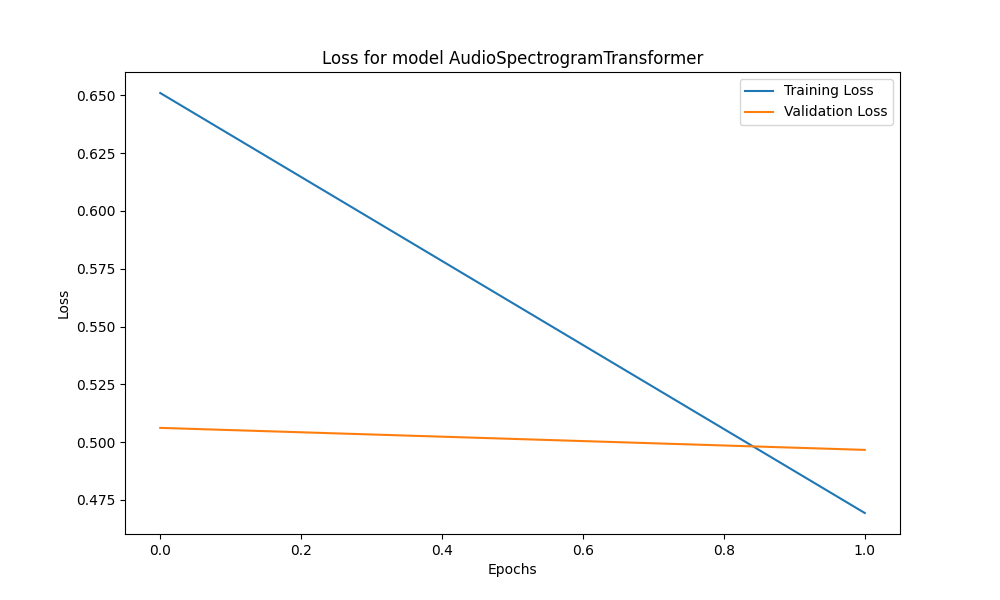 Loss for model AudioSpectrogramTransformer
Training Loss
Validation Loss
0.650
0.625
0.600
0.575
0.550
0.525
0.500
0.475
Loss
0.0 0.2 0.4 0.6 0.8 1.0
Epochs